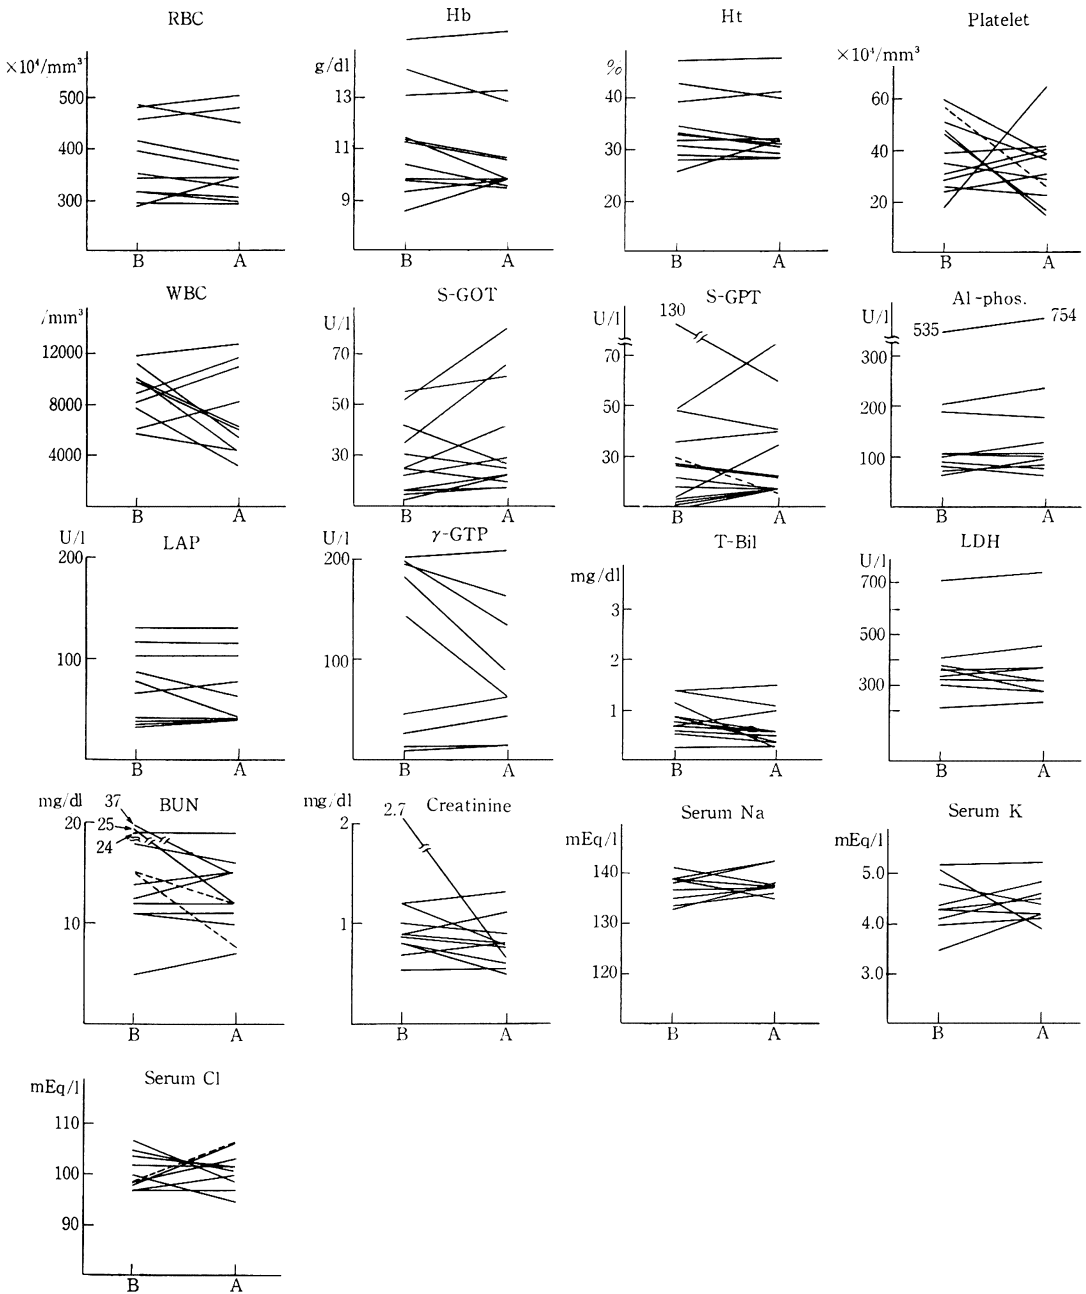 RBC
×10⁴/mm³
500
400
300
B A
Hb
g/dl
13
11
9
B A
Ht
%
40
30
20
B A
Platelet
×10⁴/mm³
60
40
20
B A
WBC
/mm³
12000
8000
4000
B A
S-GOT
U/l
70
50
30
B A
S-GPT
U/l
130
70
50
30
B A
Al-phos.
U/l
535
754
300
200
100
B A
LAP
U/l
200
100
B A
γ-GTP
U/l
200
100
B A
T-Bil
mg/dl
3
2
1
B A
LDH
U/l
700
500
300
B A
BUN
mg/dl
37
25
24
20
10
B A
Creatinine
mg/dl
2.7
2
1
B A
Serum Na
mEq/l
140
130
120
B A
Serum K
mEq/l
5.0
4.0
3.0
B A
Serum Cl
mEq/l
110
100
90
B A